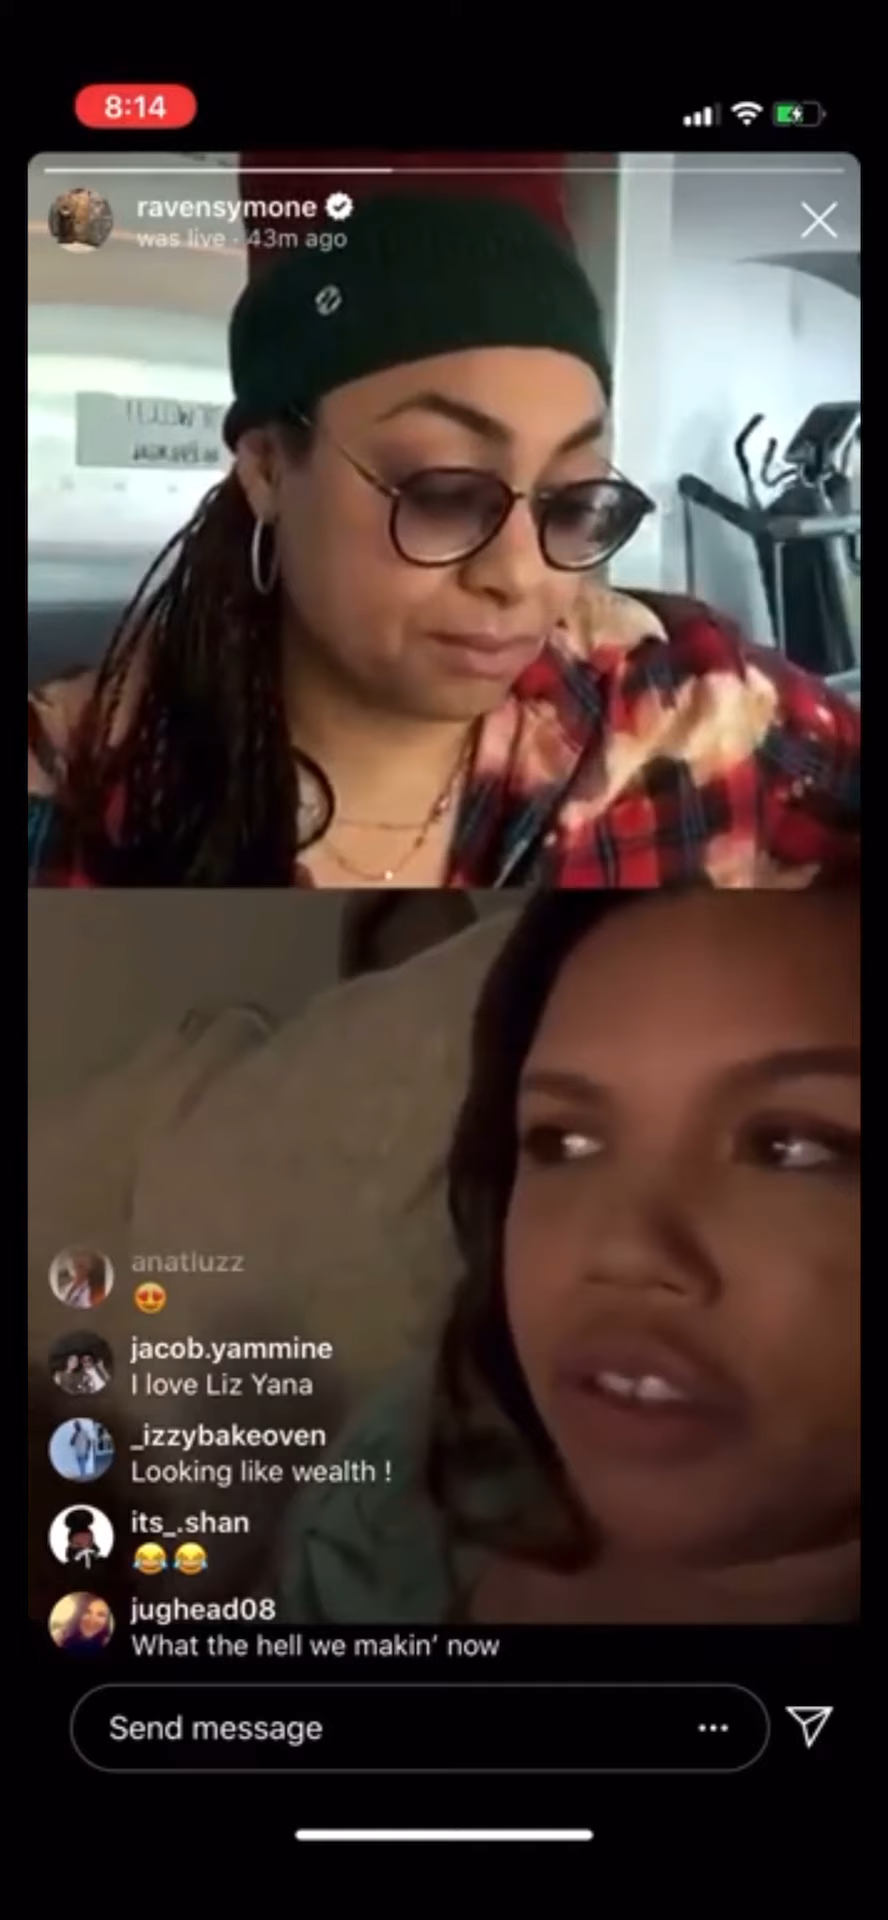 8:14
ravensymone
was live · 43m ago
anatluzz
😍
jacob.yammine
I love Liz Yana
_izzybakeoven
Looking like wealth !
its_.shan
😂😂
jughead08
What the hell we makin’ now
Send message